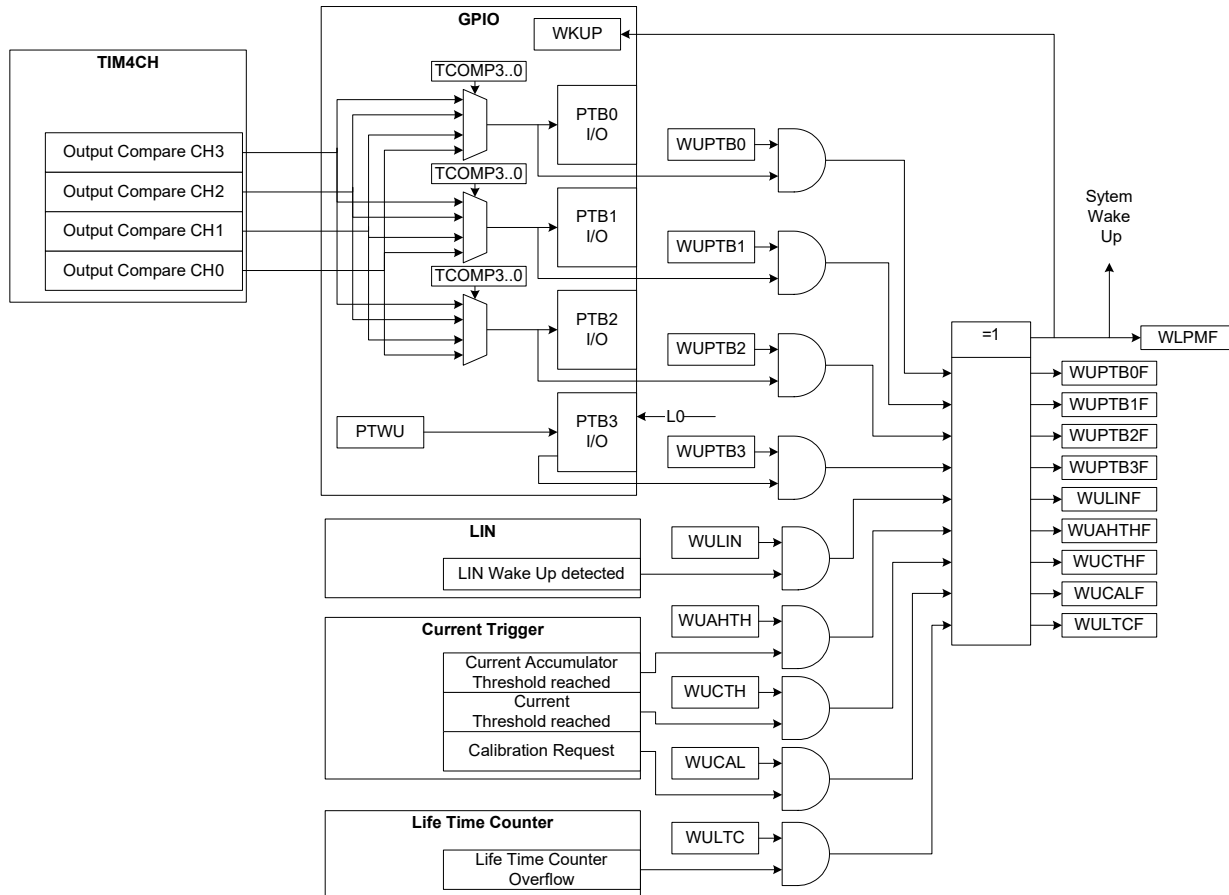 GPIO
WKUP
TIM4CH
TCOMP3..0
PTB0
I/O
WUPTB0
Output Compare CH3
TCOMP3..0
Output Compare CH2
PTB1
I/O
WUPTB1
Sytem
Wake
Up
Output Compare CH1
Output Compare CH0
TCOMP3..0
PTB2
I/O
WUPTB2
=1
WLPMF
WUPTB0F
WUPTB1F
WUPTB2F
WUPTB3F
WULINF
WUAHTHF
WUCTHF
WUCALF
WULTCF
PTWU
PTB3
I/O
L0
WUPTB3
LIN
WULIN
LIN Wake Up detected
Current Trigger
WUAHTH
Current Accumulator
Threshold reached
WUCTH
Current
Threshold reached
Calibration Request
WUCAL
Life Time Counter
WULTC
Life Time Counter
Overflow